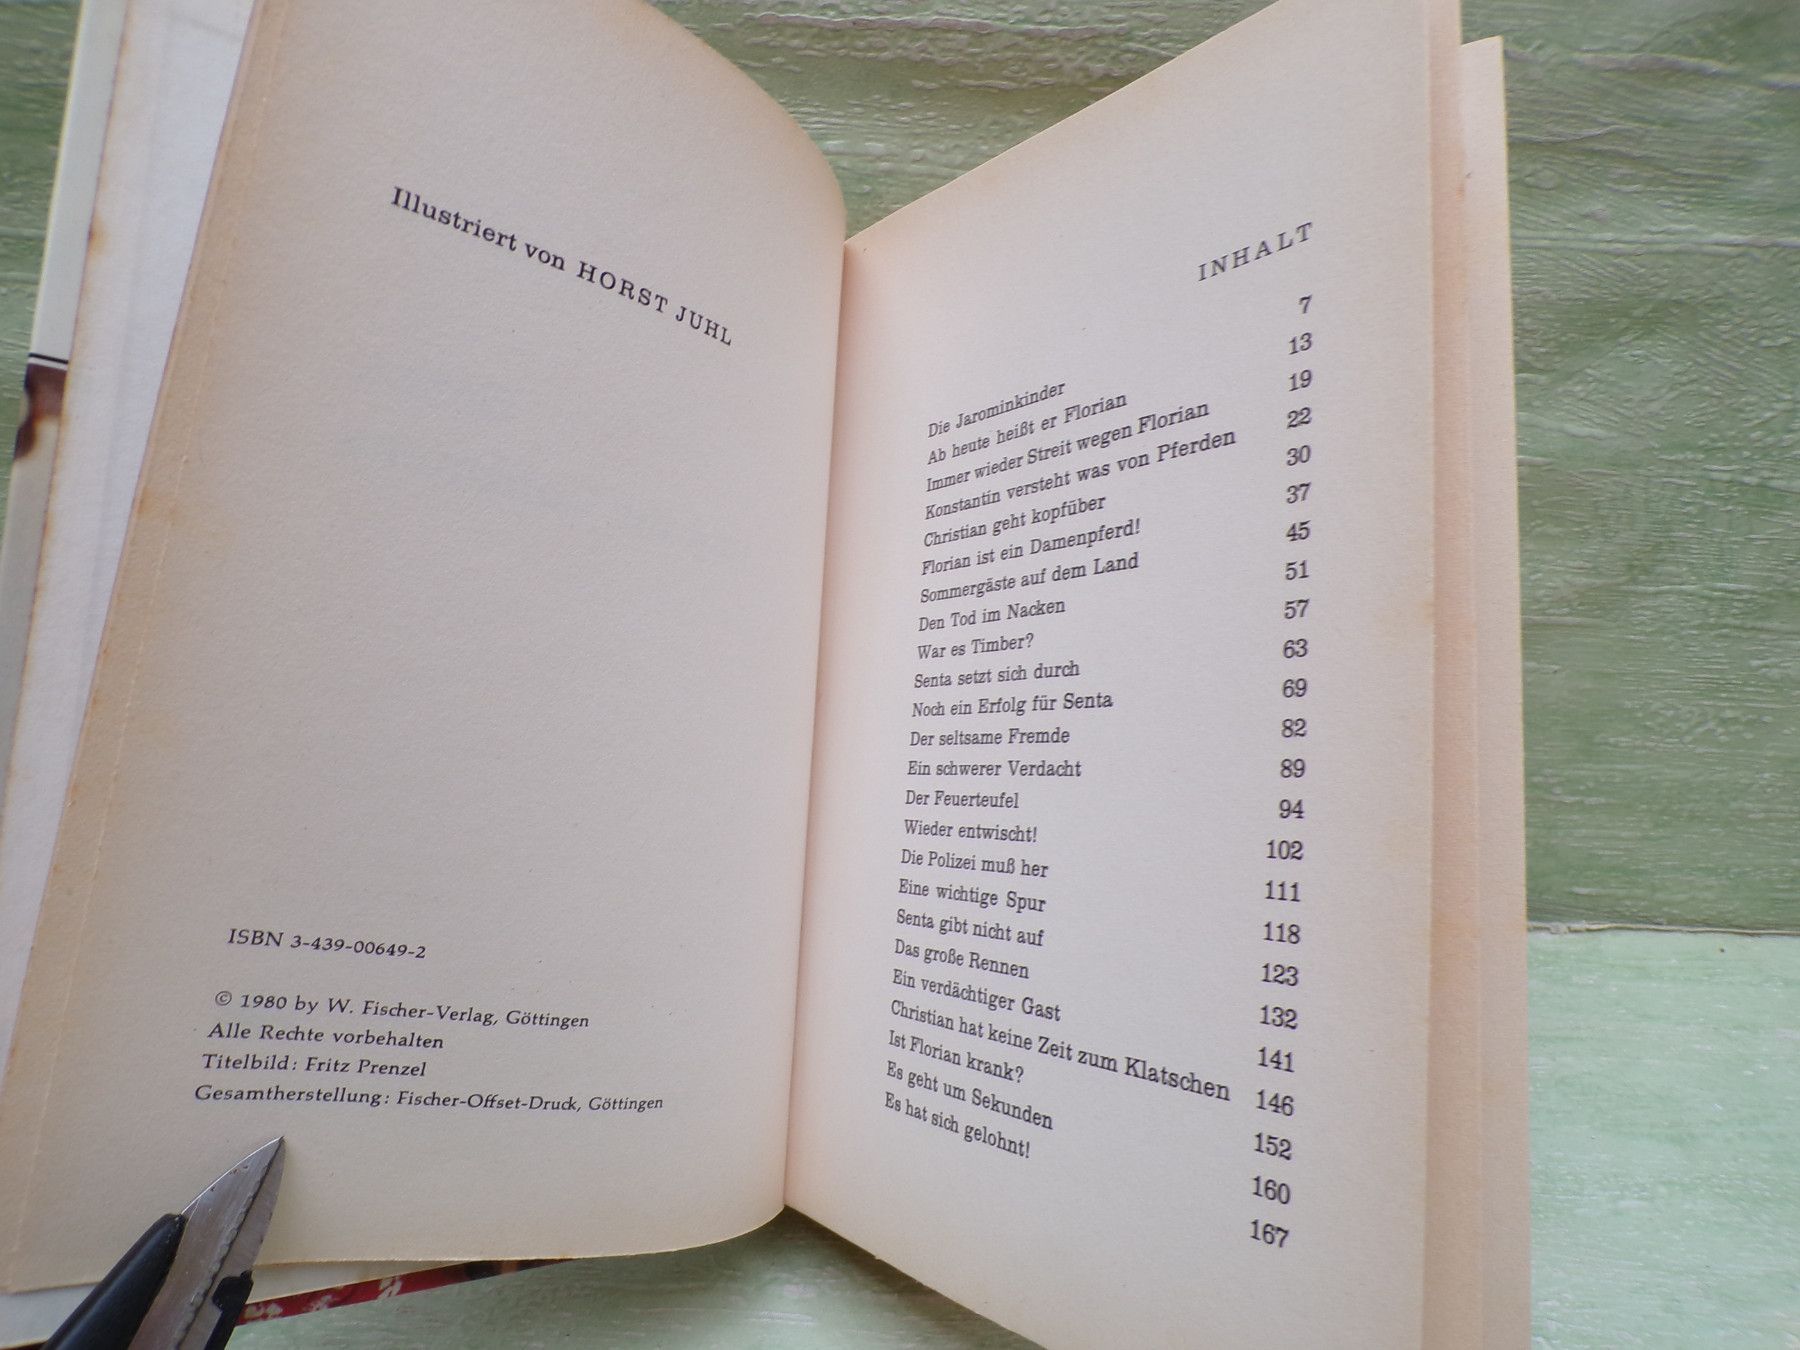 Illustriert von HORST JUHL
ISBN 3-439-00649-2
© 1980 by W. Fischer-Verlag, Göttingen
Alle Rechte vorbehalten
Titelbild: Fritz Prenzel
Gesamtherstellung: Fischer-Offset-Druck, Göttingen
INHALT
Die Jarominkinder 7
Ab heute heißt er Florian 13
Immer wieder Streit wegen Florian 19
Konstantin versteht was von Pferden 22
Christian geht kopfüber 30
Florian ist ein Damenpferd! 37
Sommergäste auf dem Land 45
Den Tod im Nacken 51
War es Timber? 57
Senta setzt sich durch 63
Noch ein Erfolg für Senta 69
Der seltsame Fremde 82
Ein schwerer Verdacht 89
Der Feuerteufel 94
Wieder entwischt! 102
Die Polizei muß her 111
Eine wichtige Spur 118
Senta gibt nicht auf 123
Das große Rennen 132
Ein verdächtiger Gast 141
Christian hat keine Zeit zum Klatschen 146
Ist Florian krank? 152
Es geht um Sekunden 160
Es hat sich gelohnt! 167